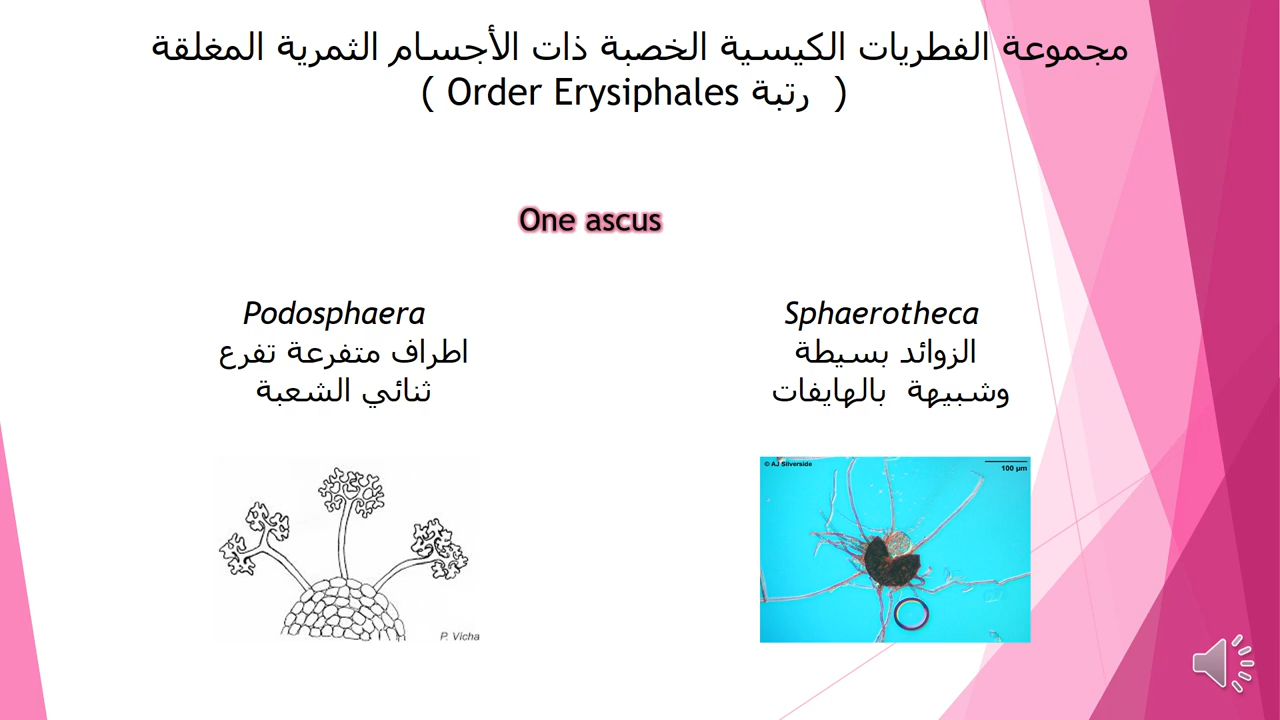 مجموعة الفطريات الكيسية الخصبة ذات الأجسام الثمرية المغلقة
( رتبة Order Erysiphales )
One ascus
Sphaerotheca
الزوائد بسيطة
وشبيهة بالهايفات
Podosphaera
اطراف متفرعة تفرع
ثنائي الشعبة
© AJ Silverside
100 µm
P. Vicha